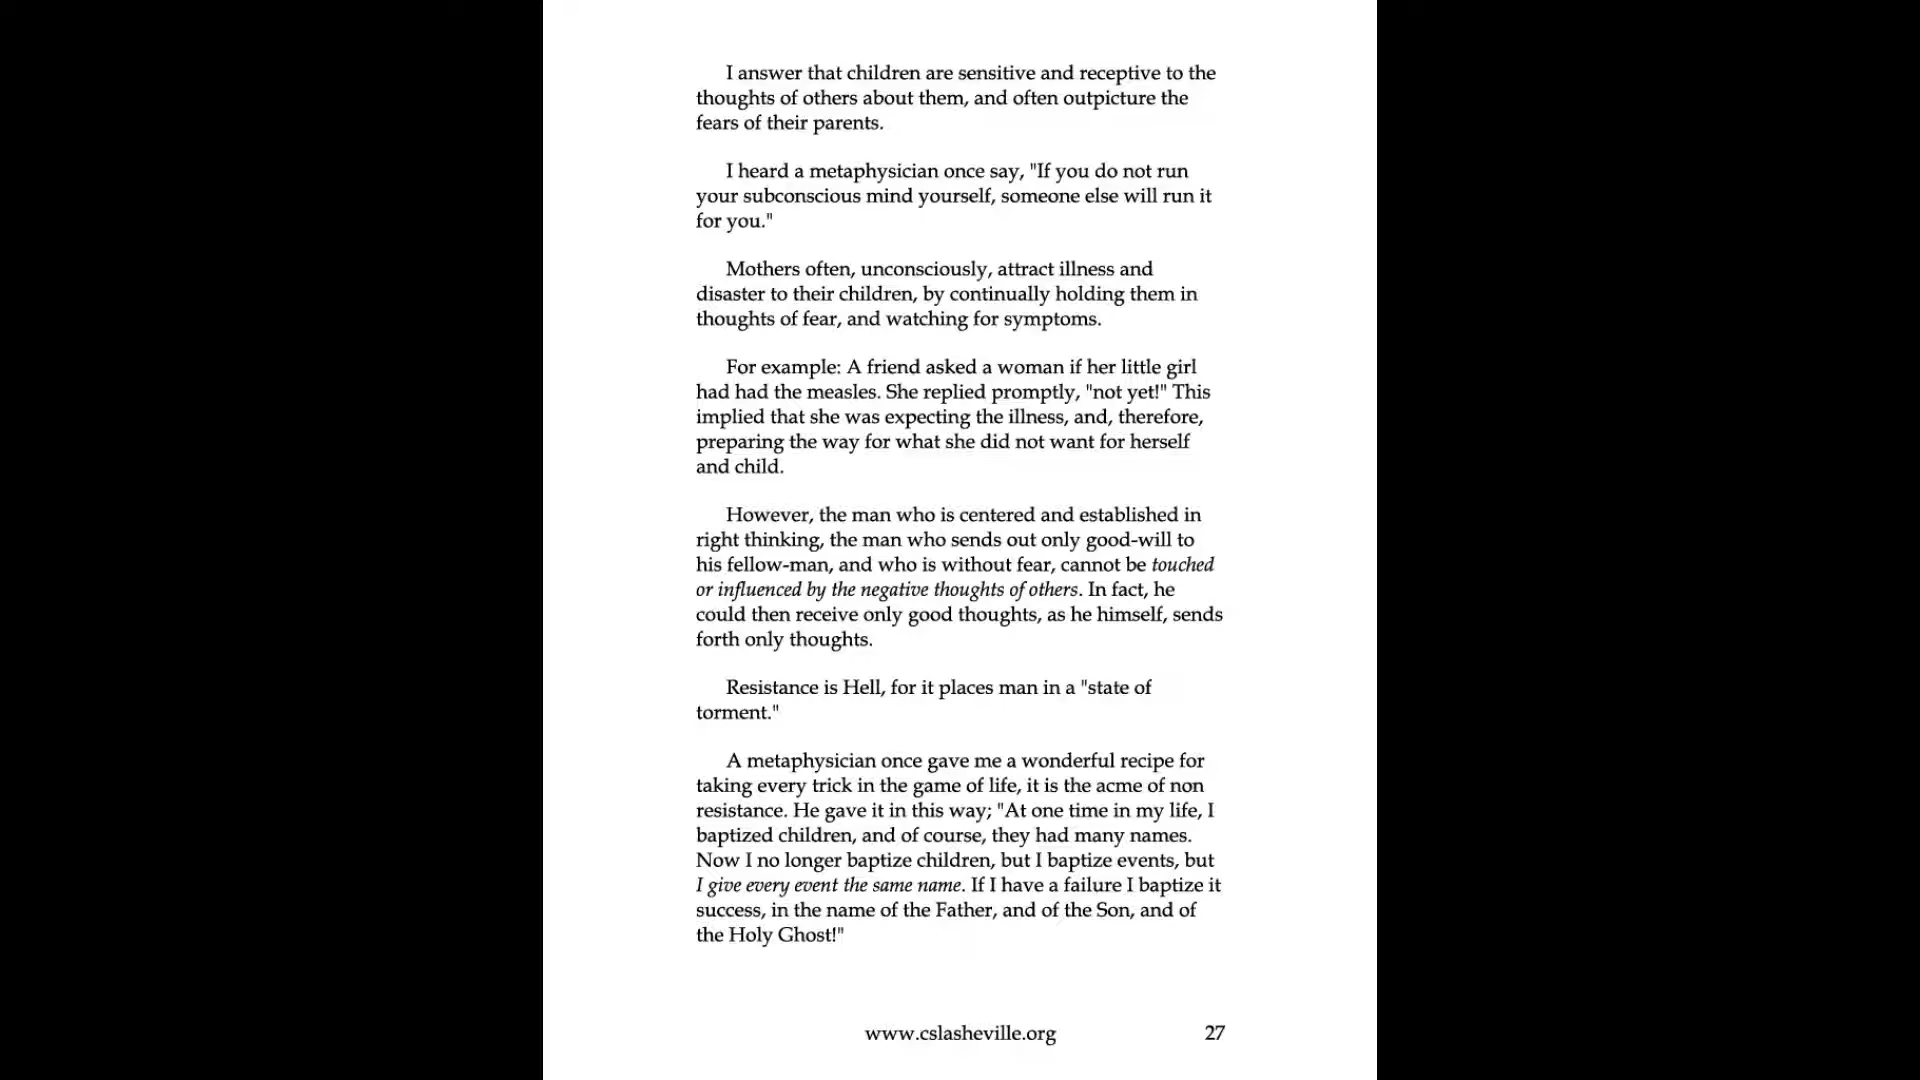 I answer that children are sensitive and receptive to the
thoughts of others about them, and often outpicture the
fears of their parents.
I heard a metaphysician once say, "If you do not run
your subconscious mind yourself, someone else will run it
for you."
Mothers often, unconsciously, attract illness and
disaster to their children, by continually holding them in
thoughts of fear, and watching for symptoms.
For example: A friend asked a woman if her little girl
had had the measles. She replied promptly, "not yet!" This
implied that she was expecting the illness, and, therefore,
preparing the way for what she did not want for herself
and child.
However, the man who is centered and established in
right thinking, the man who sends out only good-will to
his fellow-man, and who is without fear, cannot be touched
or influenced by the negative thoughts of others. In fact, he
could then receive only good thoughts, as he himself, sends
forth only thoughts.
Resistance is Hell, for it places man in a "state of
torment."
A metaphysician once gave me a wonderful recipe for
taking every trick in the game of life, it is the acme of non
resistance. He gave it in this way; "At one time in my life, I
baptized children, and of course, they had many names.
Now I no longer baptize children, but I baptize events, but
I give every event the same name. If I have a failure I baptize it
success, in the name of the Father, and of the Son, and of
the Holy Ghost!"
www.cslasheville.org 27